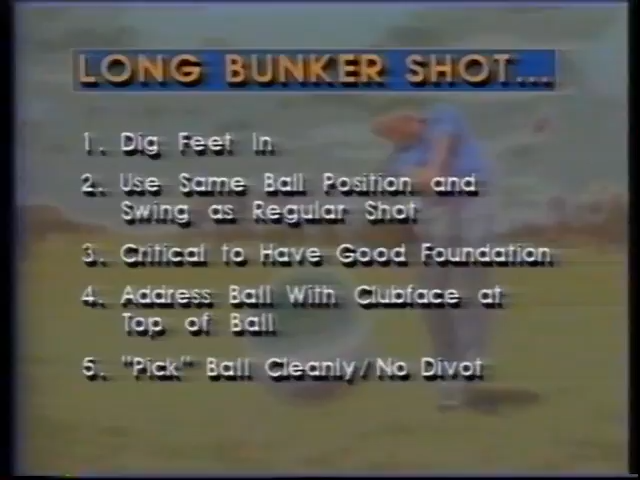 LONG BUNKER SHOT...
1. Dig Feet In
2. Use Same Ball Position and
Swing as Regular Shot
3. Critical to Have Good Foundation
4. Address Ball With Clubface at
Top of Ball
5. "Pick" Ball Cleanly/No Divot